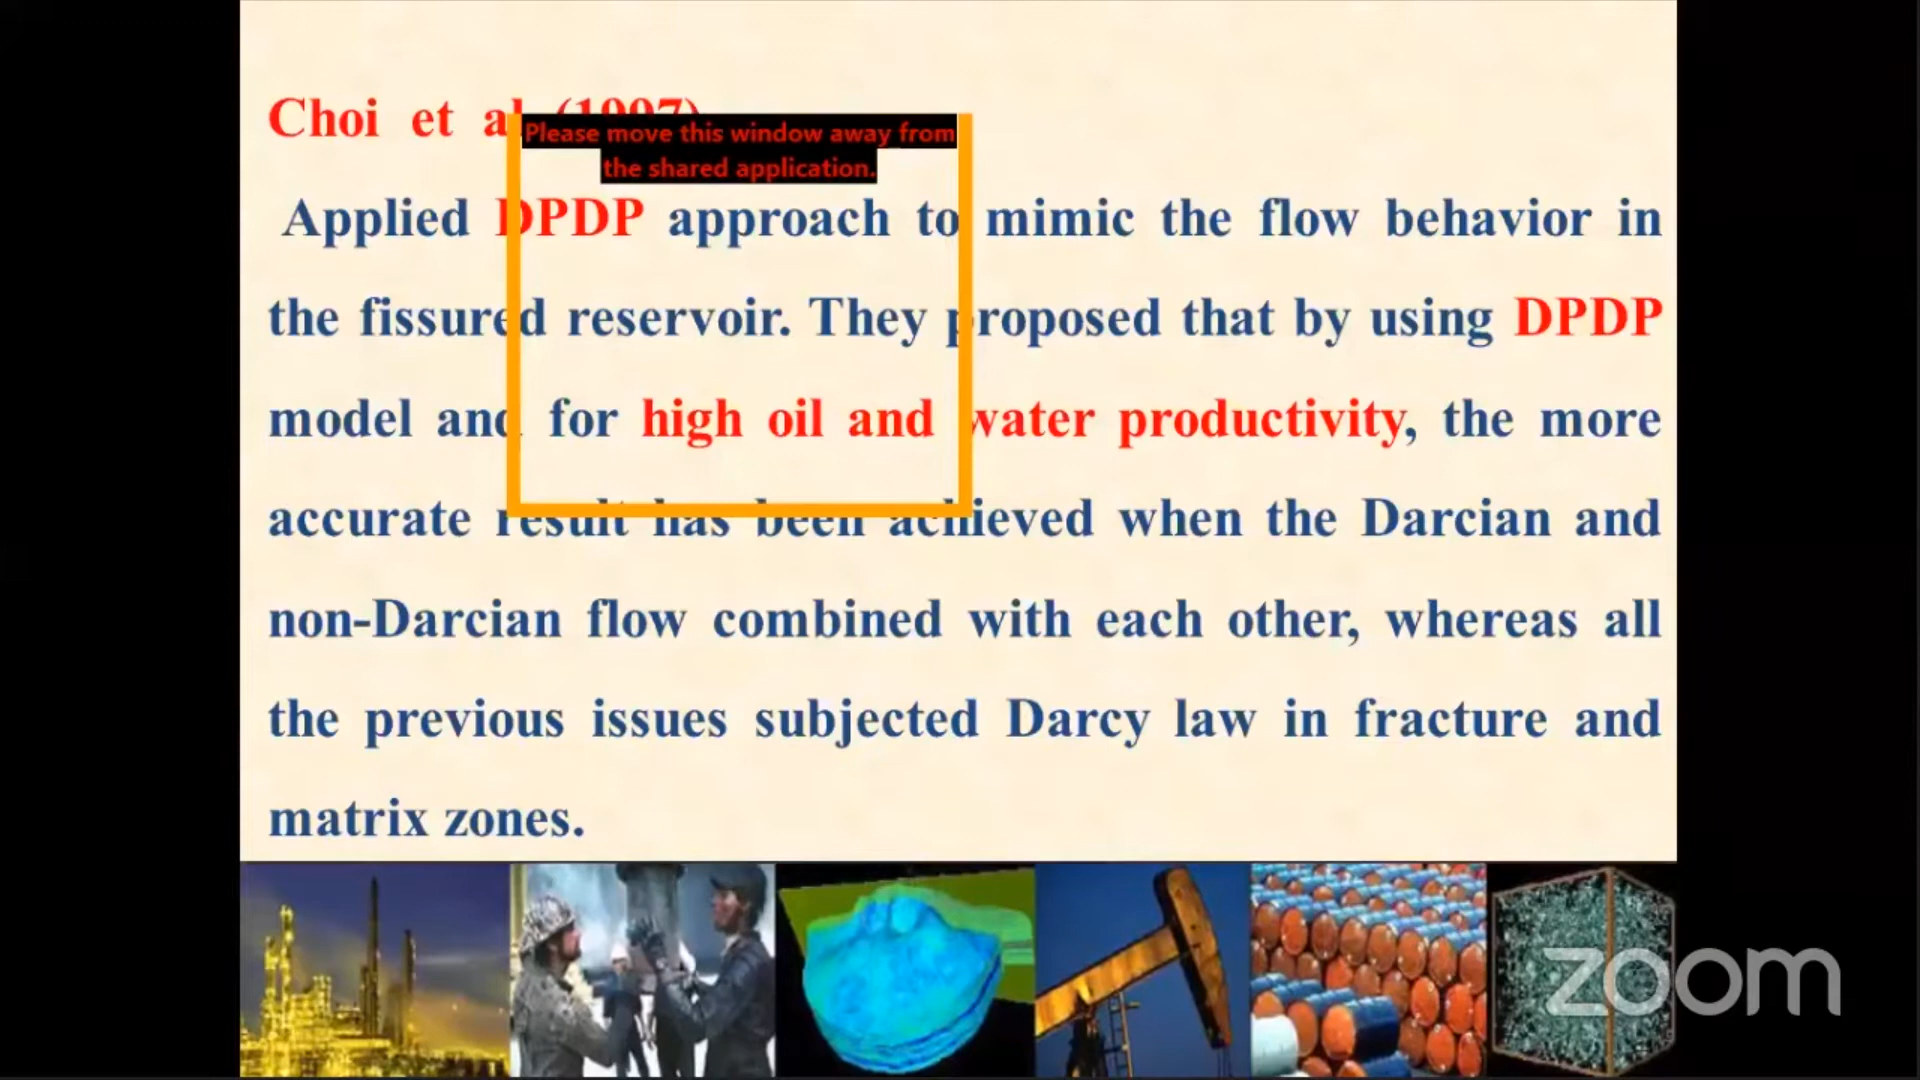 Choi et al (1997)
Please move this window away from
the shared application.
Applied DPDP approach to mimic the flow behavior in
the fissured reservoir. They proposed that by using DPDP
model and for high oil and water productivity, the more
accurate result has been achieved when the Darcian and
non-Darcian flow combined with each other, whereas all
the previous issues subjected Darcy law in fracture and
matrix zones.
zoom